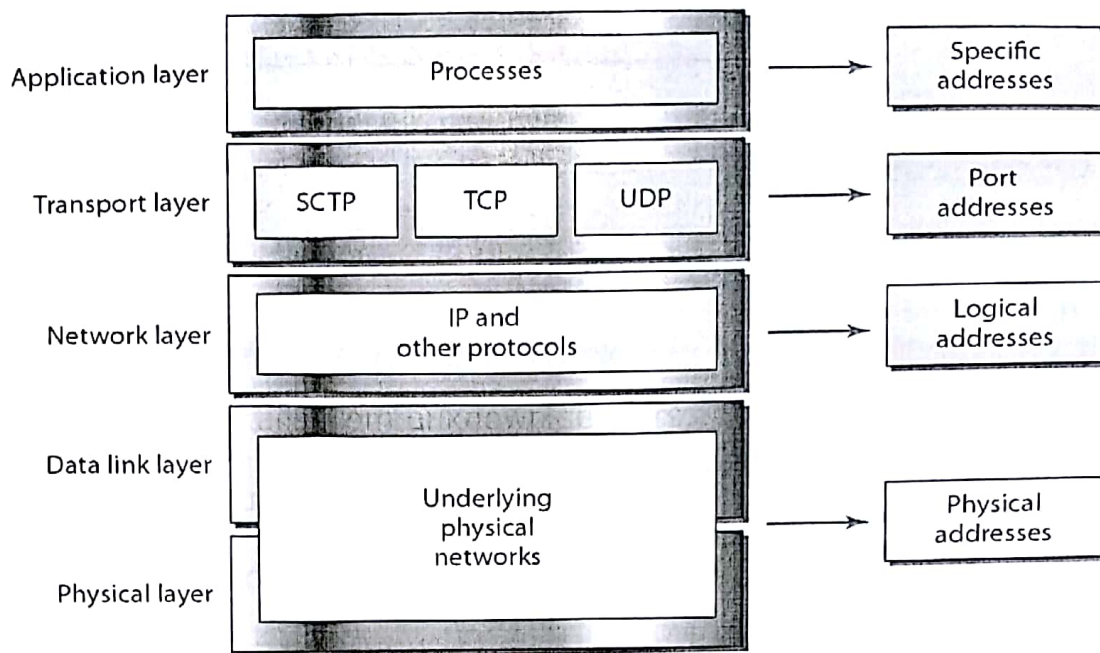 Application layer
Processes
Specific
addresses
Transport layer
SCTP
TCP
UDP
Port
addresses
Network layer
IP and
other protocols
Logical
addresses
Data link layer
Underlying
physical
networks
Physical
addresses
Physical layer